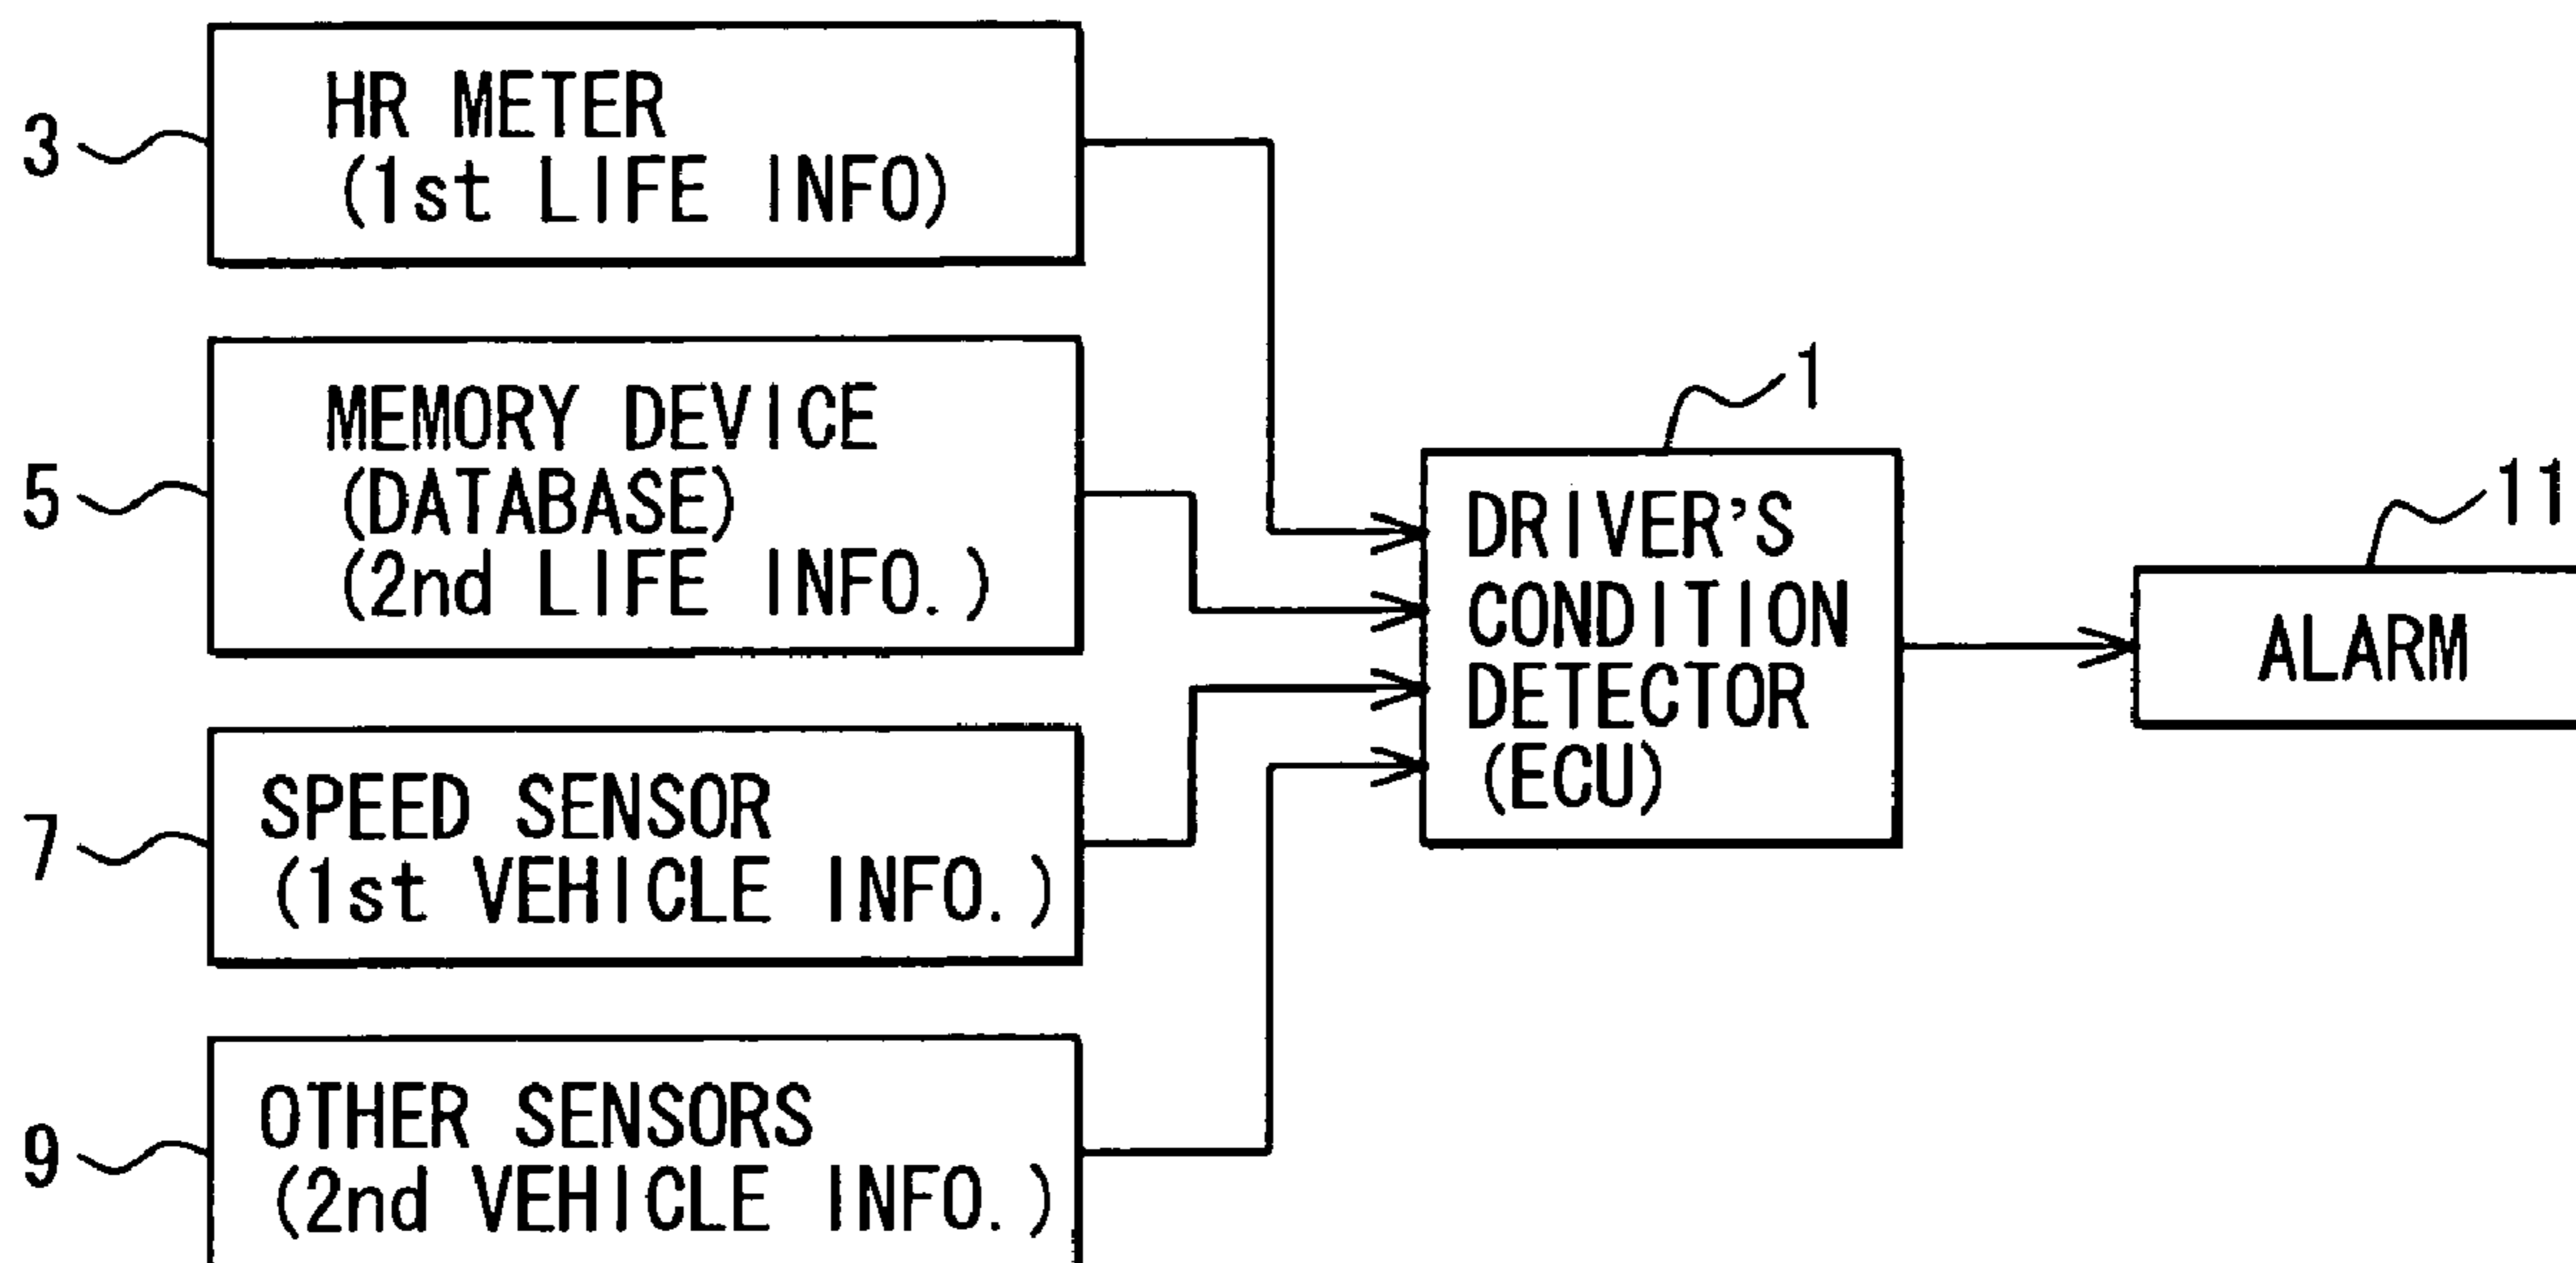 3
HR METER
(1st LIFE INFO)
5
MEMORY DEVICE
(DATABASE)
(2nd LIFE INFO.)
7
SPEED SENSOR
(1st VEHICLE INFO.)
9
OTHER SENSORS
(2nd VEHICLE INFO.)
1
DRIVER'S
CONDITION
DETECTOR
(ECU)
11
ALARM